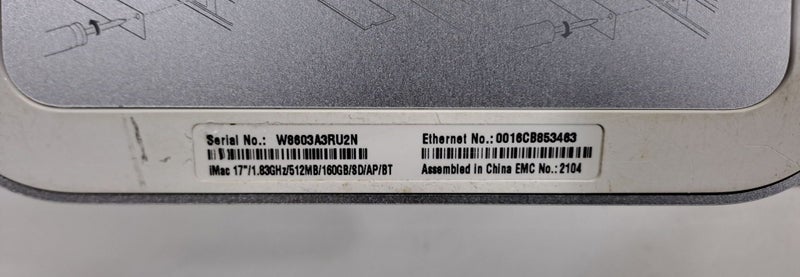 Serial No.: W8603A3RU2N
Ethernet No.: 0016CB853463
iMac 17"/1.83GHz/512MB/160GB/SD/AP/BT
Assembled in China EMC No.: 2104